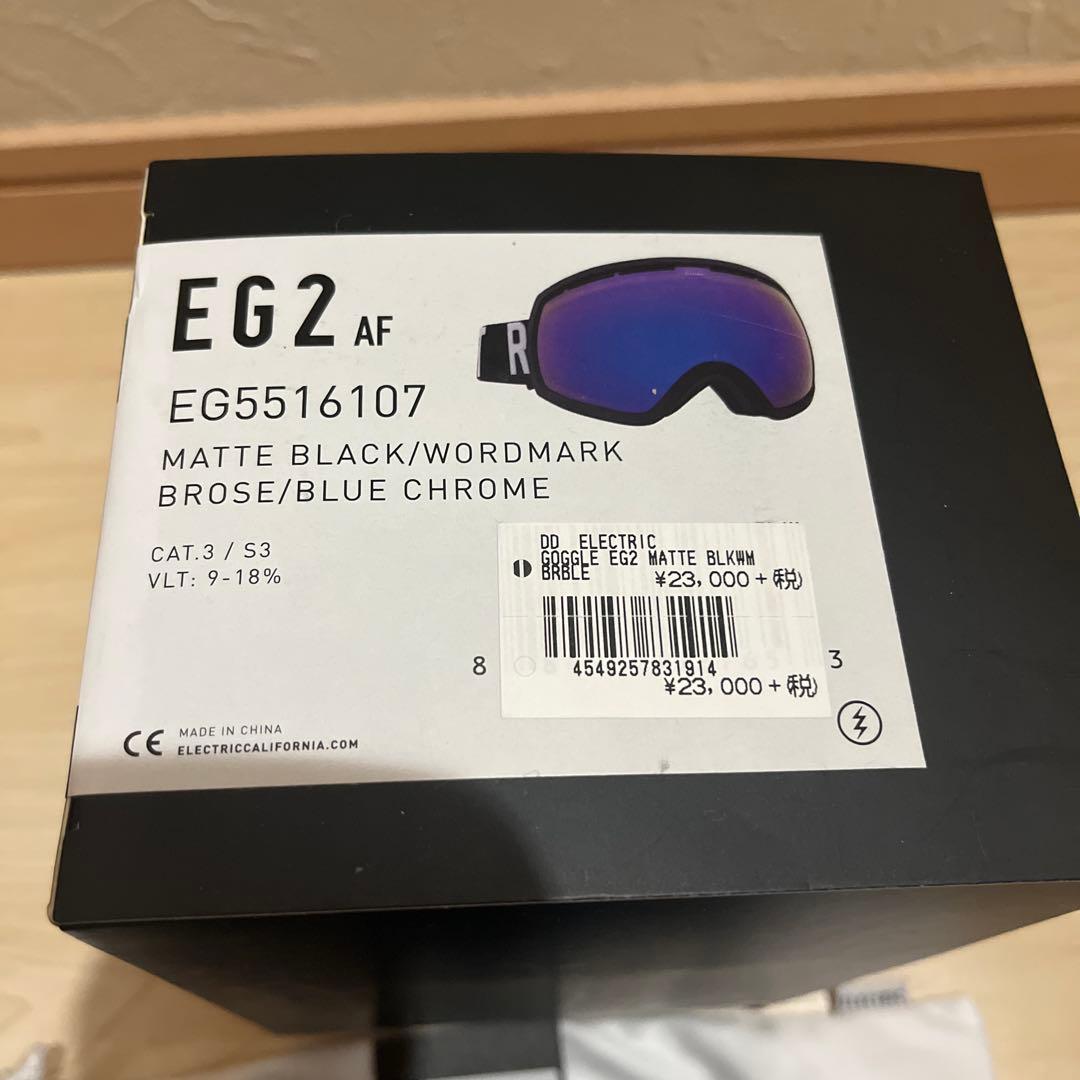 EG2 AF
EG5516107
MATTE BLACK/WORDMARK
BROSE/BLUE CHROME
CAT.3 / S3
VLT: 9-18%
R
DD ELECTRIC
GOGGLE EG2 MATTE BLKWM
BRBLE ¥23,000+(税)
4549257831914
¥23,000+(税)
8
3
CE MADE IN CHINA
ELECTRICCALIFORNIA.COM